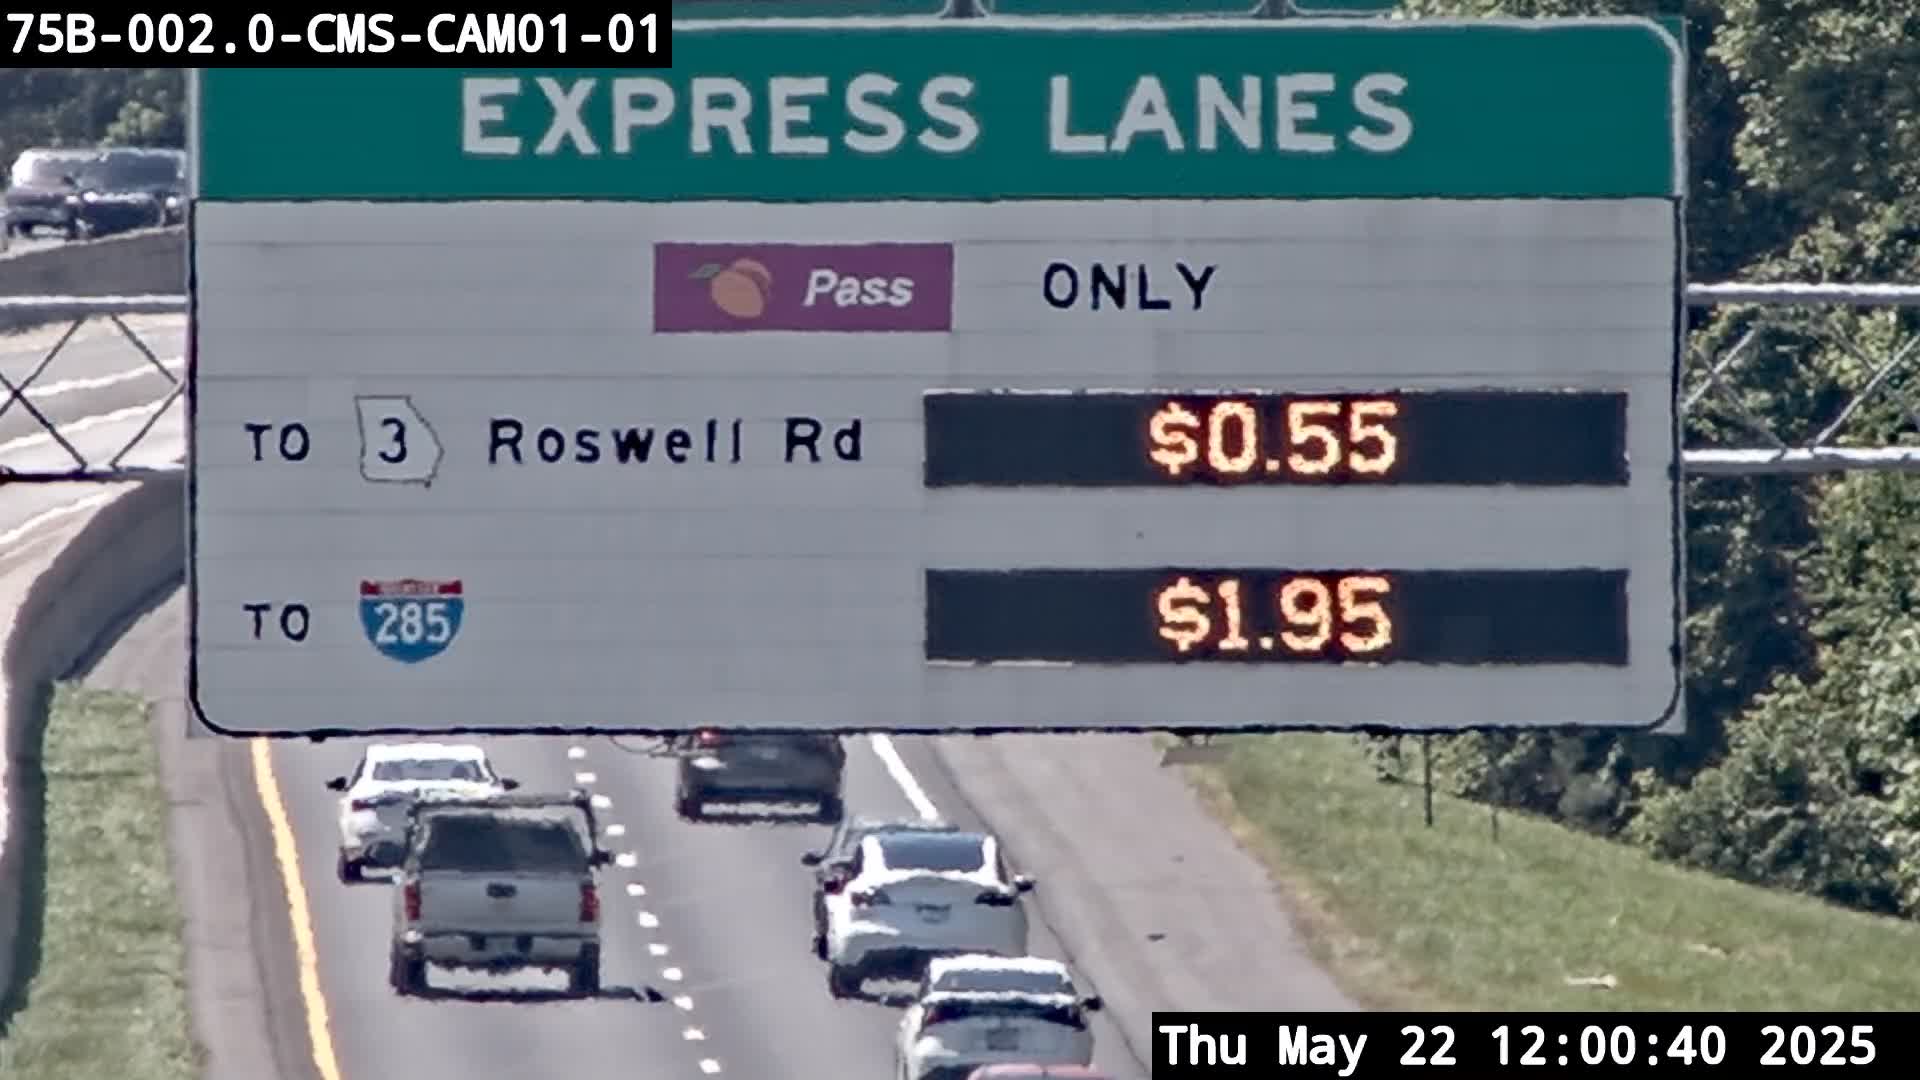 75B-002.0-CMS-CAM01-01
EXPRESS LANES
Pass ONLY
TO 3 Roswell Rd $0.55
TO 285 $1.95
Thu May 22 12:00:40 2025